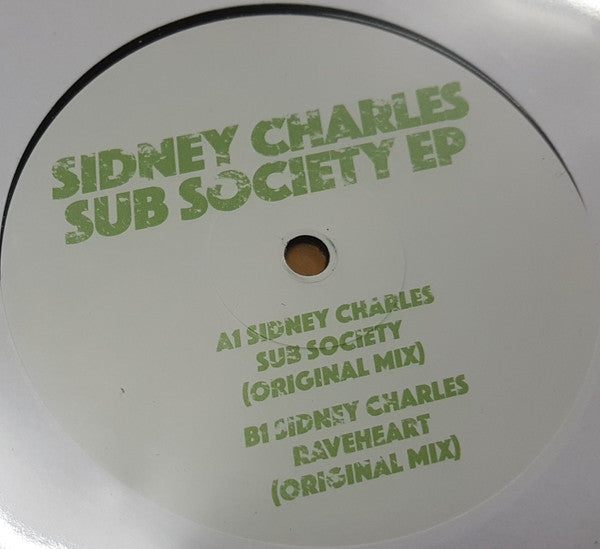 SIDNEY CHARLES
SUB SOCIETY EP
A1 SIDNEY CHARLES
SUB SOCIETY
(ORIGINAL MIX)
B1 SIDNEY CHARLES
RAVEHEART
(ORIGINAL MIX)